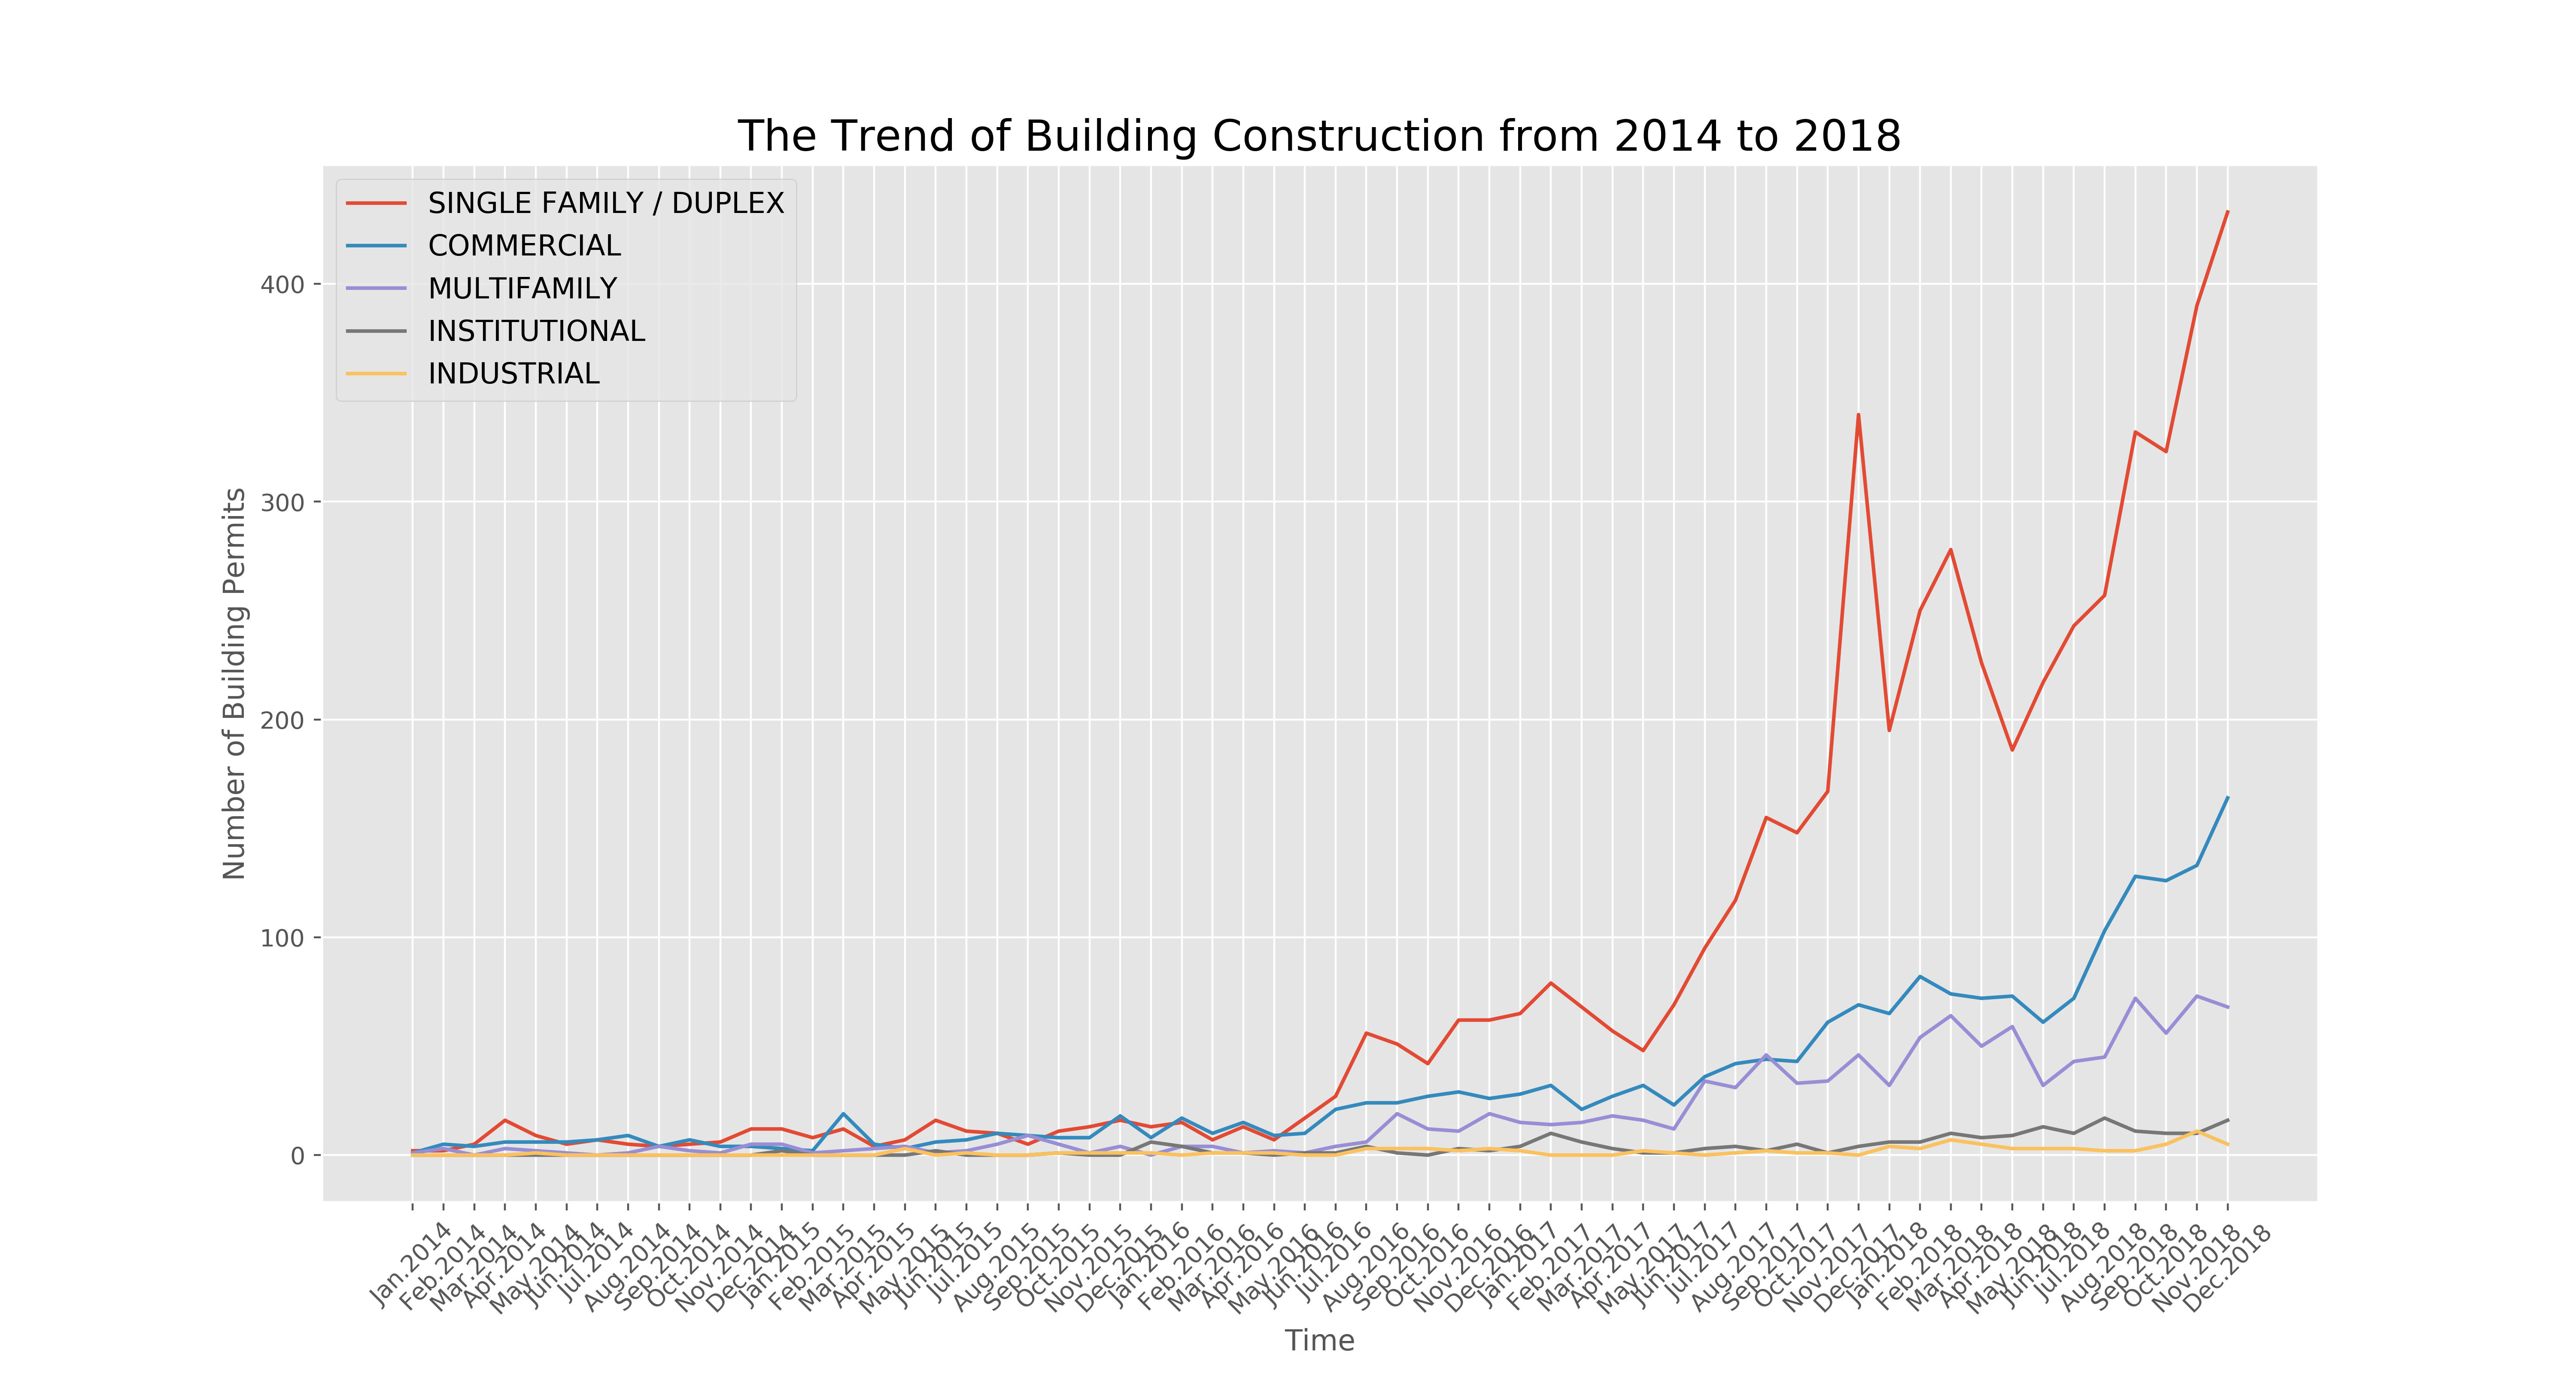 The Trend of Building Construction from 2014 to 2018
SINGLE FAMILY / DUPLEX
COMMERCIAL
MULTIFAMILY
INSTITUTIONAL
INDUSTRIAL
Number of Building Permits
400
300
200
100
0
Jan.2014
Feb.2014
Mar.2014
Apr.2014
May.2014
Jun.2014
Jul.2014
Aug.2014
Sep.2014
Oct.2014
Nov.2014
Dec.2014
Jan.2015
Feb.2015
Mar.2015
Apr.2015
May.2015
Jun.2015
Jul.2015
Aug.2015
Sep.2015
Oct.2015
Nov.2015
Dec.2015
Jan.2016
Feb.2016
Mar.2016
Apr.2016
May.2016
Jun.2016
Jul.2016
Aug.2016
Sep.2016
Oct.2016
Nov.2016
Dec.2016
Jan.2017
Feb.2017
Mar.2017
Apr.2017
May.2017
Jun.2017
Jul.2017
Aug.2017
Sep.2017
Oct.2017
Nov.2017
Dec.2017
Jan.2018
Feb.2018
Mar.2018
Apr.2018
May.2018
Jun.2018
Jul.2018
Aug.2018
Sep.2018
Oct.2018
Nov.2018
Dec.2018
Time